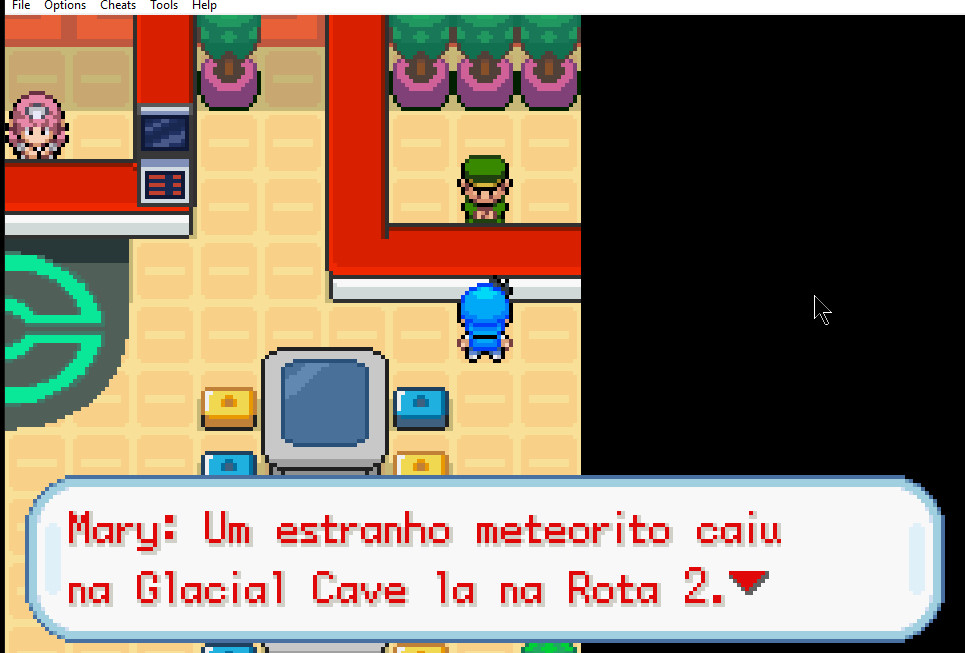 File Options Cheats Tools Help
Mary: Um estranho meteorito caiu
na Glacial Cave la na Rota 2.